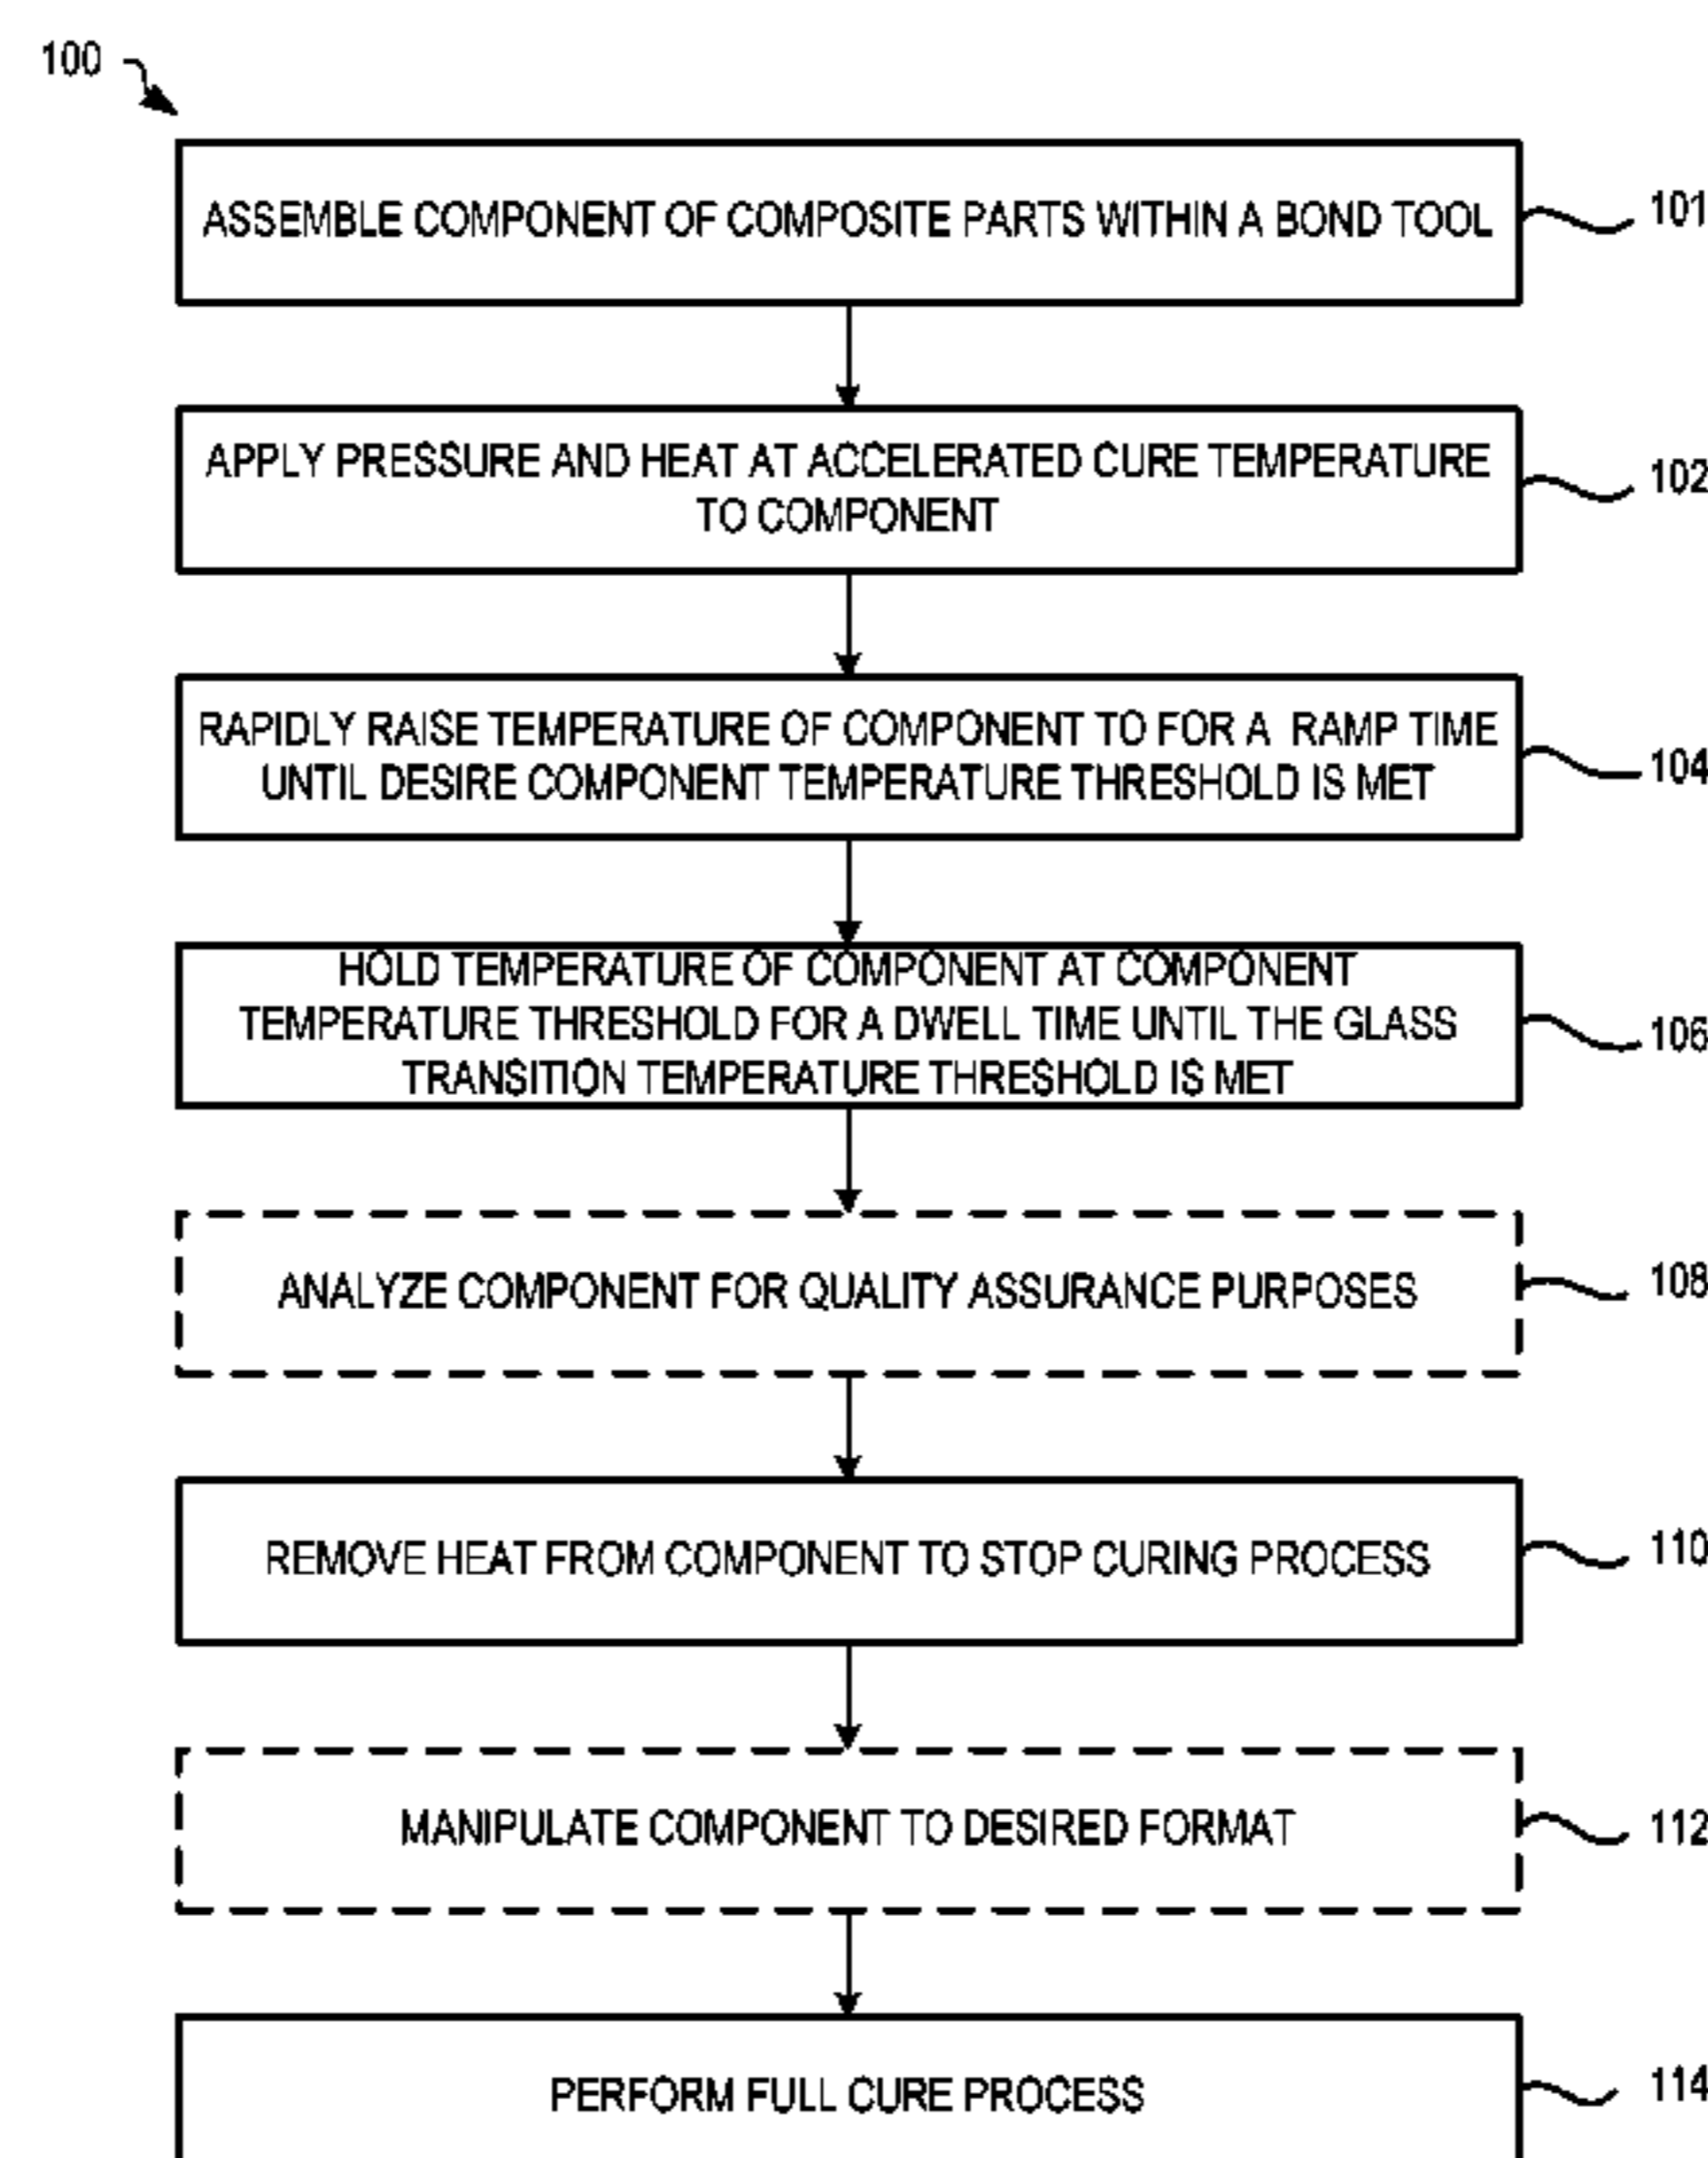 100
ASSEMBLE COMPONENT OF COMPOSITE PARTS WITHIN A BOND TOOL
101
APPLY PRESSURE AND HEAT AT ACCELERATED CURE TEMPERATURE
TO COMPONENT
102
RAPIDLY RAISE TEMPERATURE OF COMPONENT TO FOR A RAMP TIME
UNTIL DESIRE COMPONENT TEMPERATURE THRESHOLD IS MET
104
HOLD TEMPERATURE OF COMPONENT AT COMPONENT
TEMPERATURE THRESHOLD FOR A DWELL TIME UNTIL THE GLASS
TRANSITION TEMPERATURE THRESHOLD IS MET
106
ANALYZE COMPONENT FOR QUALITY ASSURANCE PURPOSES
108
REMOVE HEAT FROM COMPONENT TO STOP CURING PROCESS
110
MANIPULATE COMPONENT TO DESIRED FORMAT
112
PERFORM FULL CURE PROCESS
114